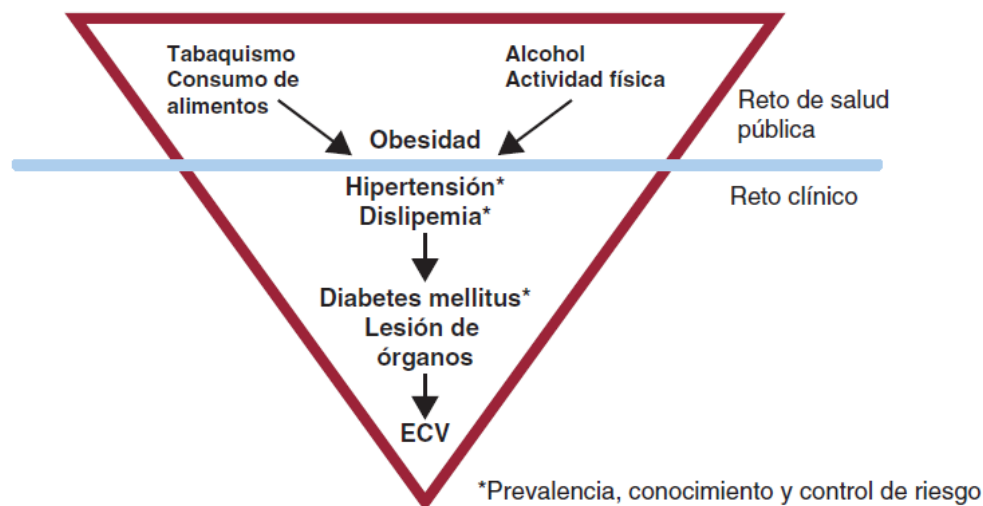 Tabaquismo
Consumo de
alimentos
Alcohol
Actividad física
Reto de salud
pública
Obesidad
Hipertensión*
Dislipemia*
Reto clínico
Diabetes mellitus*
Lesión de
órganos
ECV
*Prevalencia, conocimiento y control de riesgo